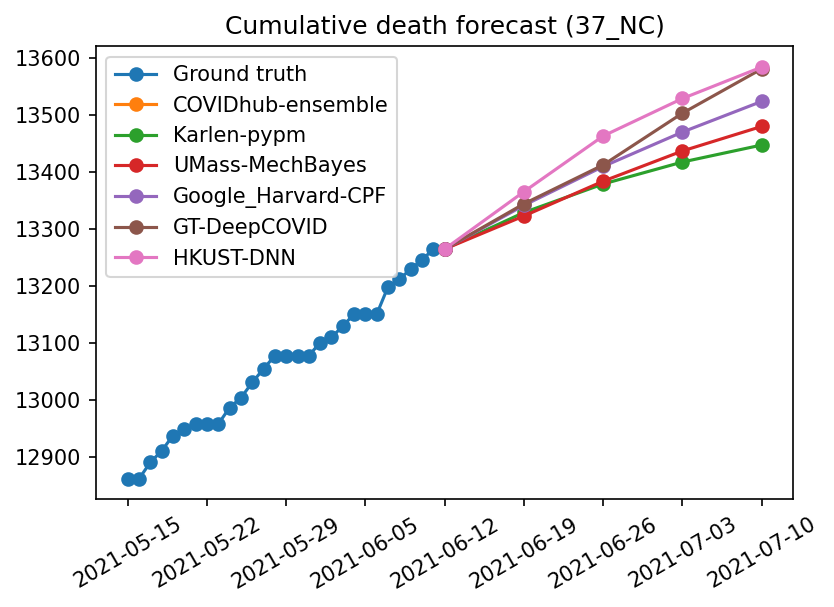 Cumulative death forecast (37_NC)
13600
13500
13400
13300
13200
13100
13000
12900
Ground truth
COVIDhub-ensemble
Karlen-pypm
UMass-MechBayes
Google_Harvard-CPF
GT-DeepCOVID
HKUST-DNN
2021-05-15
2021-05-22
2021-05-29
2021-06-05
2021-06-12
2021-06-19
2021-06-26
2021-07-03
2021-07-10